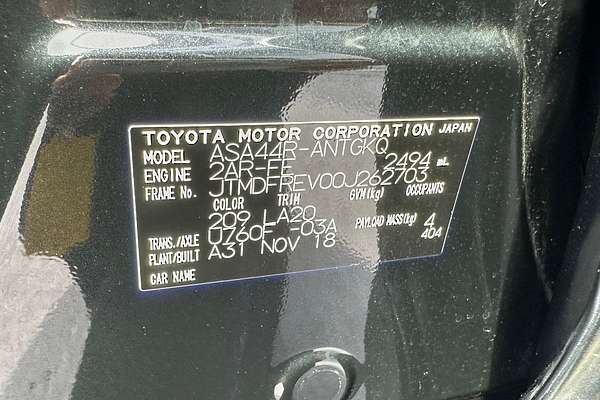 TOYOTA MOTOR CORPORATION JAPAN
MODEL ASA44R-ANTGKQ
ENGINE 2AR-FE 2494 mL
FRAME No. JTMDFREV00J262703
COLOR TRIM GVM(kg) OCCUPANTS
209 LA20 4
TRANS./AXLE U760F -03A PAYLOAD MASS(kg) 404
PLANT/BUILT A31 NOV 18
CAR NAME